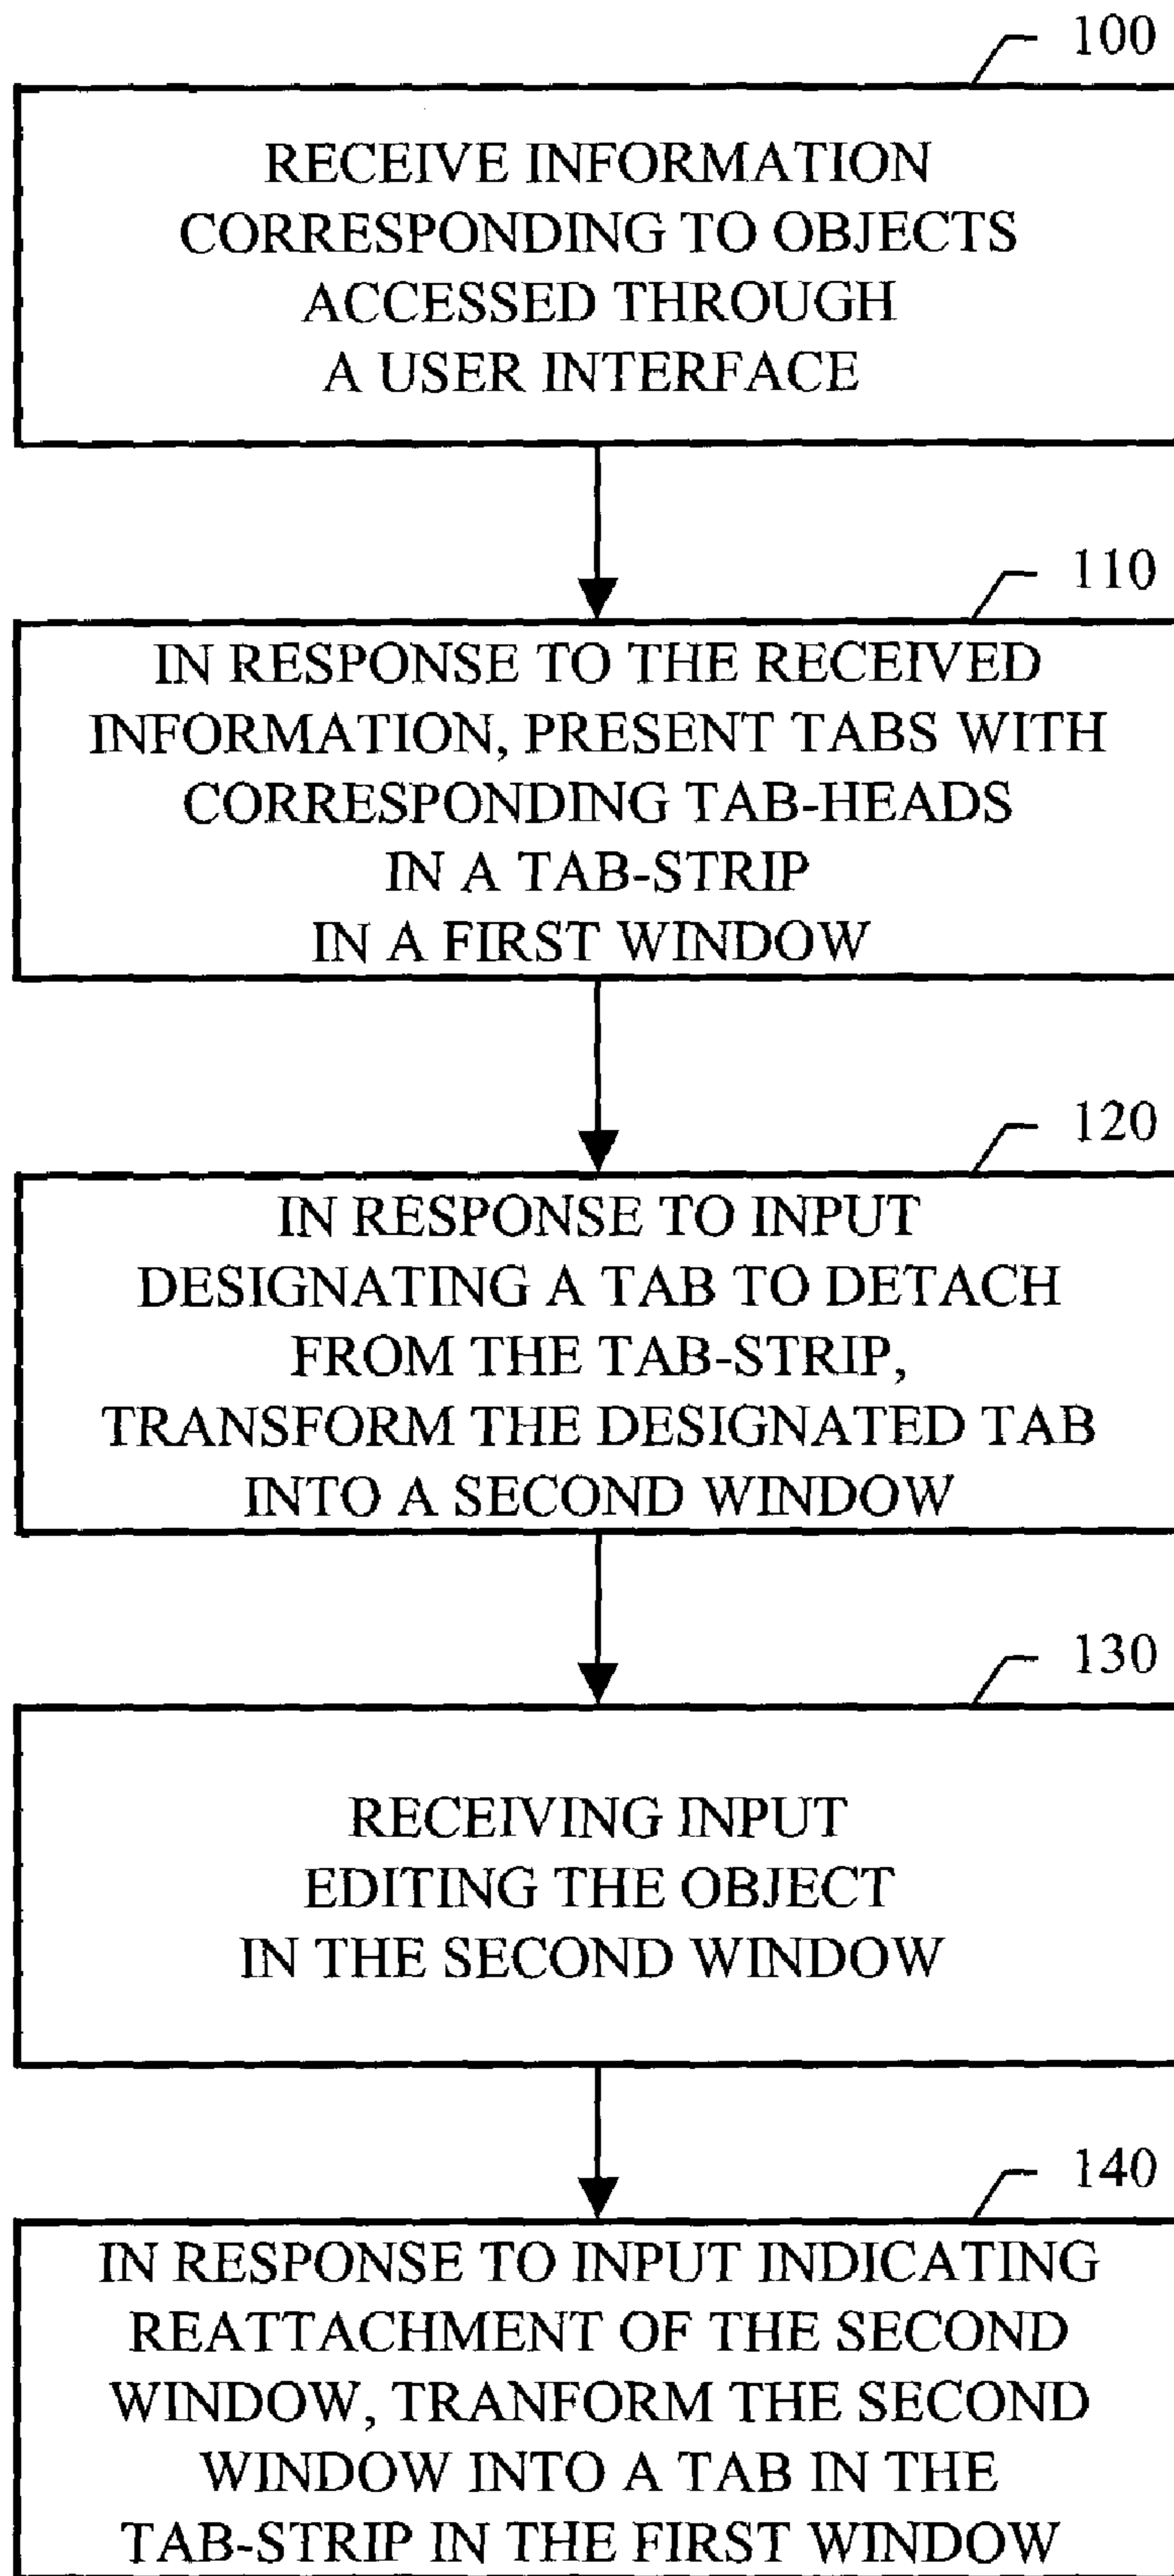 100
RECEIVE INFORMATION
CORRESPONDING TO OBJECTS
ACCESSED THROUGH
A USER INTERFACE
110
IN RESPONSE TO THE RECEIVED
INFORMATION, PRESENT TABS WITH
CORRESPONDING TAB-HEADS
IN A TAB-STRIP
IN A FIRST WINDOW
120
IN RESPONSE TO INPUT
DESIGNATING A TAB TO DETACH
FROM THE TAB-STRIP,
TRANSFORM THE DESIGNATED TAB
INTO A SECOND WINDOW
130
RECEIVING INPUT
EDITING THE OBJECT
IN THE SECOND WINDOW
140
IN RESPONSE TO INPUT INDICATING
REATTACHMENT OF THE SECOND
WINDOW, TRANFORM THE SECOND
WINDOW INTO A TAB IN THE
TAB-STRIP IN THE FIRST WINDOW